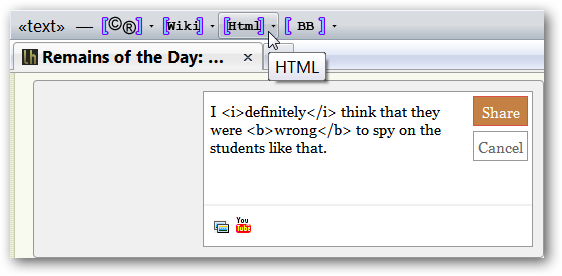 «text» — [©®] [Wiki] [Html] [ BB ]
lh Remains of the Day: ... ×
HTML
I <i>definitely</i> think that they
were <b>wrong</b> to spy on the
students like that.
Share
Cancel
You
Tube